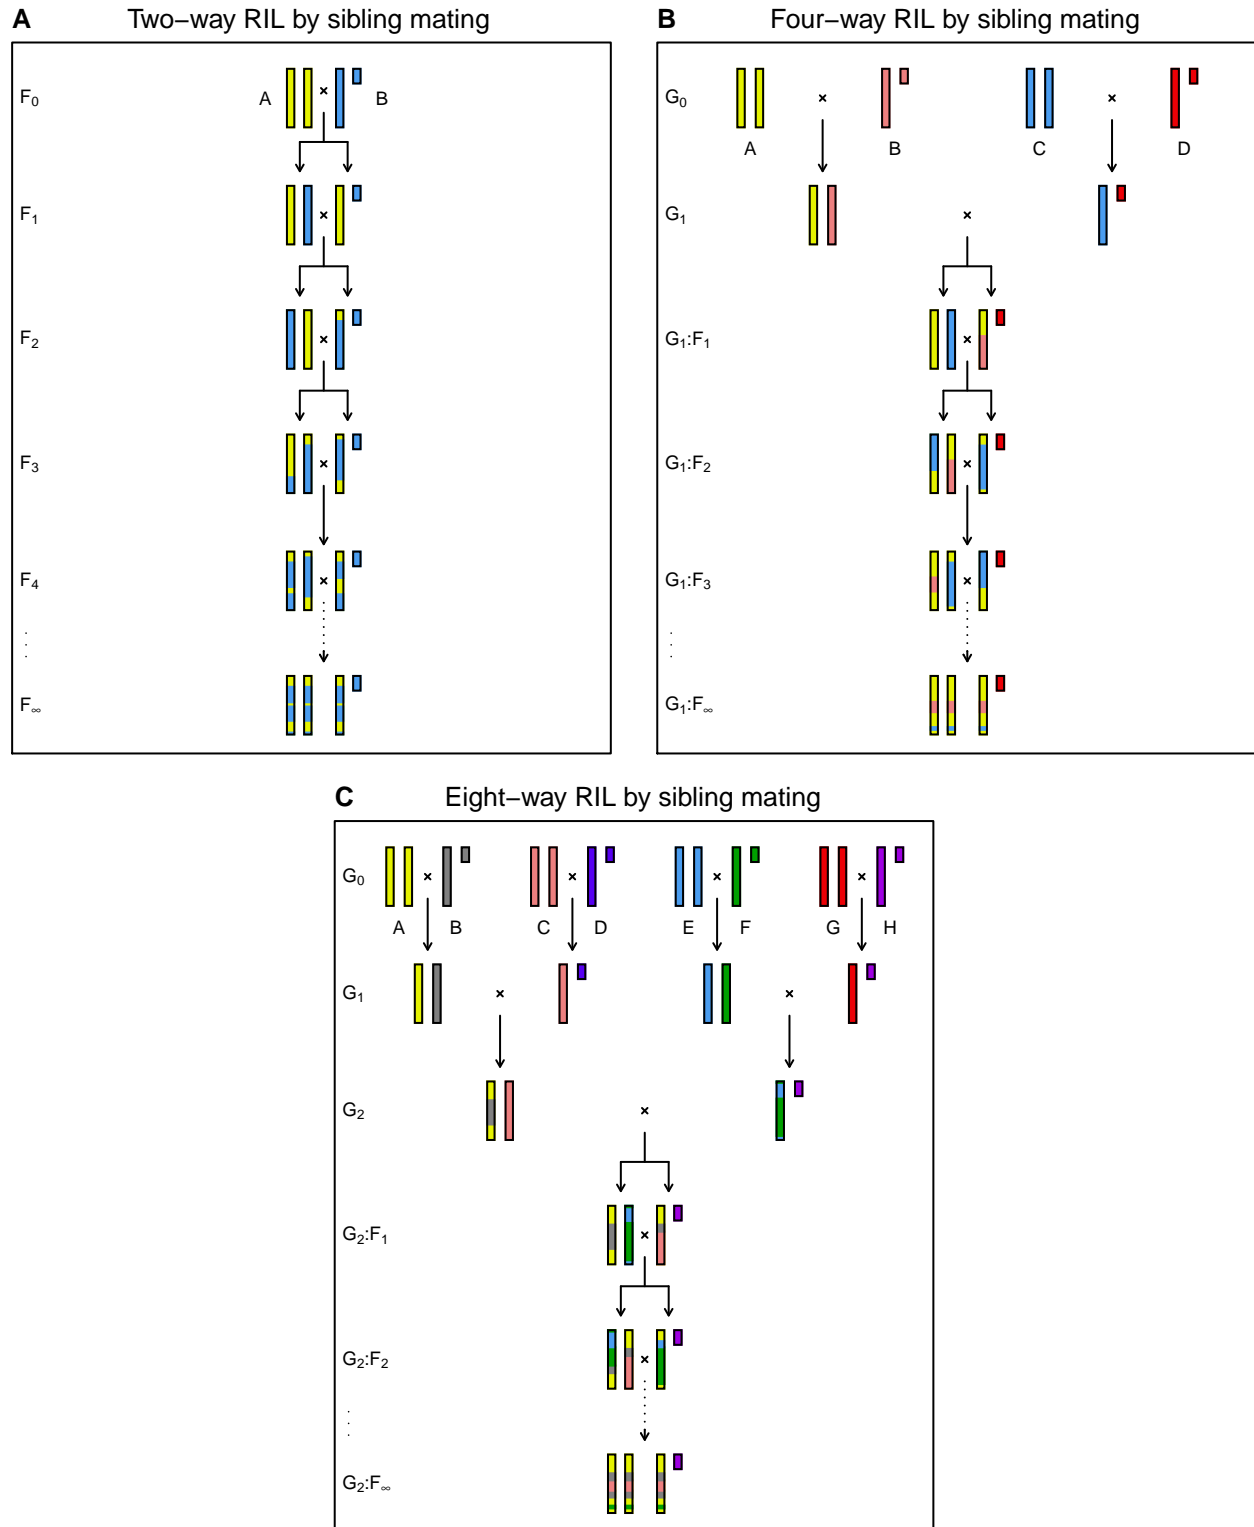 A Two−way RIL by sibling mating
F₀ A × B
F₁ ×
F₂ ×
F₃ ×
F₄ ×
. . .
F∞
B Four−way RIL by sibling mating
G₀ × ×
A B C D
G₁ ×
G₁:F₁ ×
G₁:F₂ ×
G₁:F₃ ×
. . .
G₁:F∞
C Eight−way RIL by sibling mating
G₀ × × × ×
A B C D E F G H
G₁ × ×
G₂ ×
G₂:F₁ ×
G₂:F₂ ×
. . .
G₂:F∞